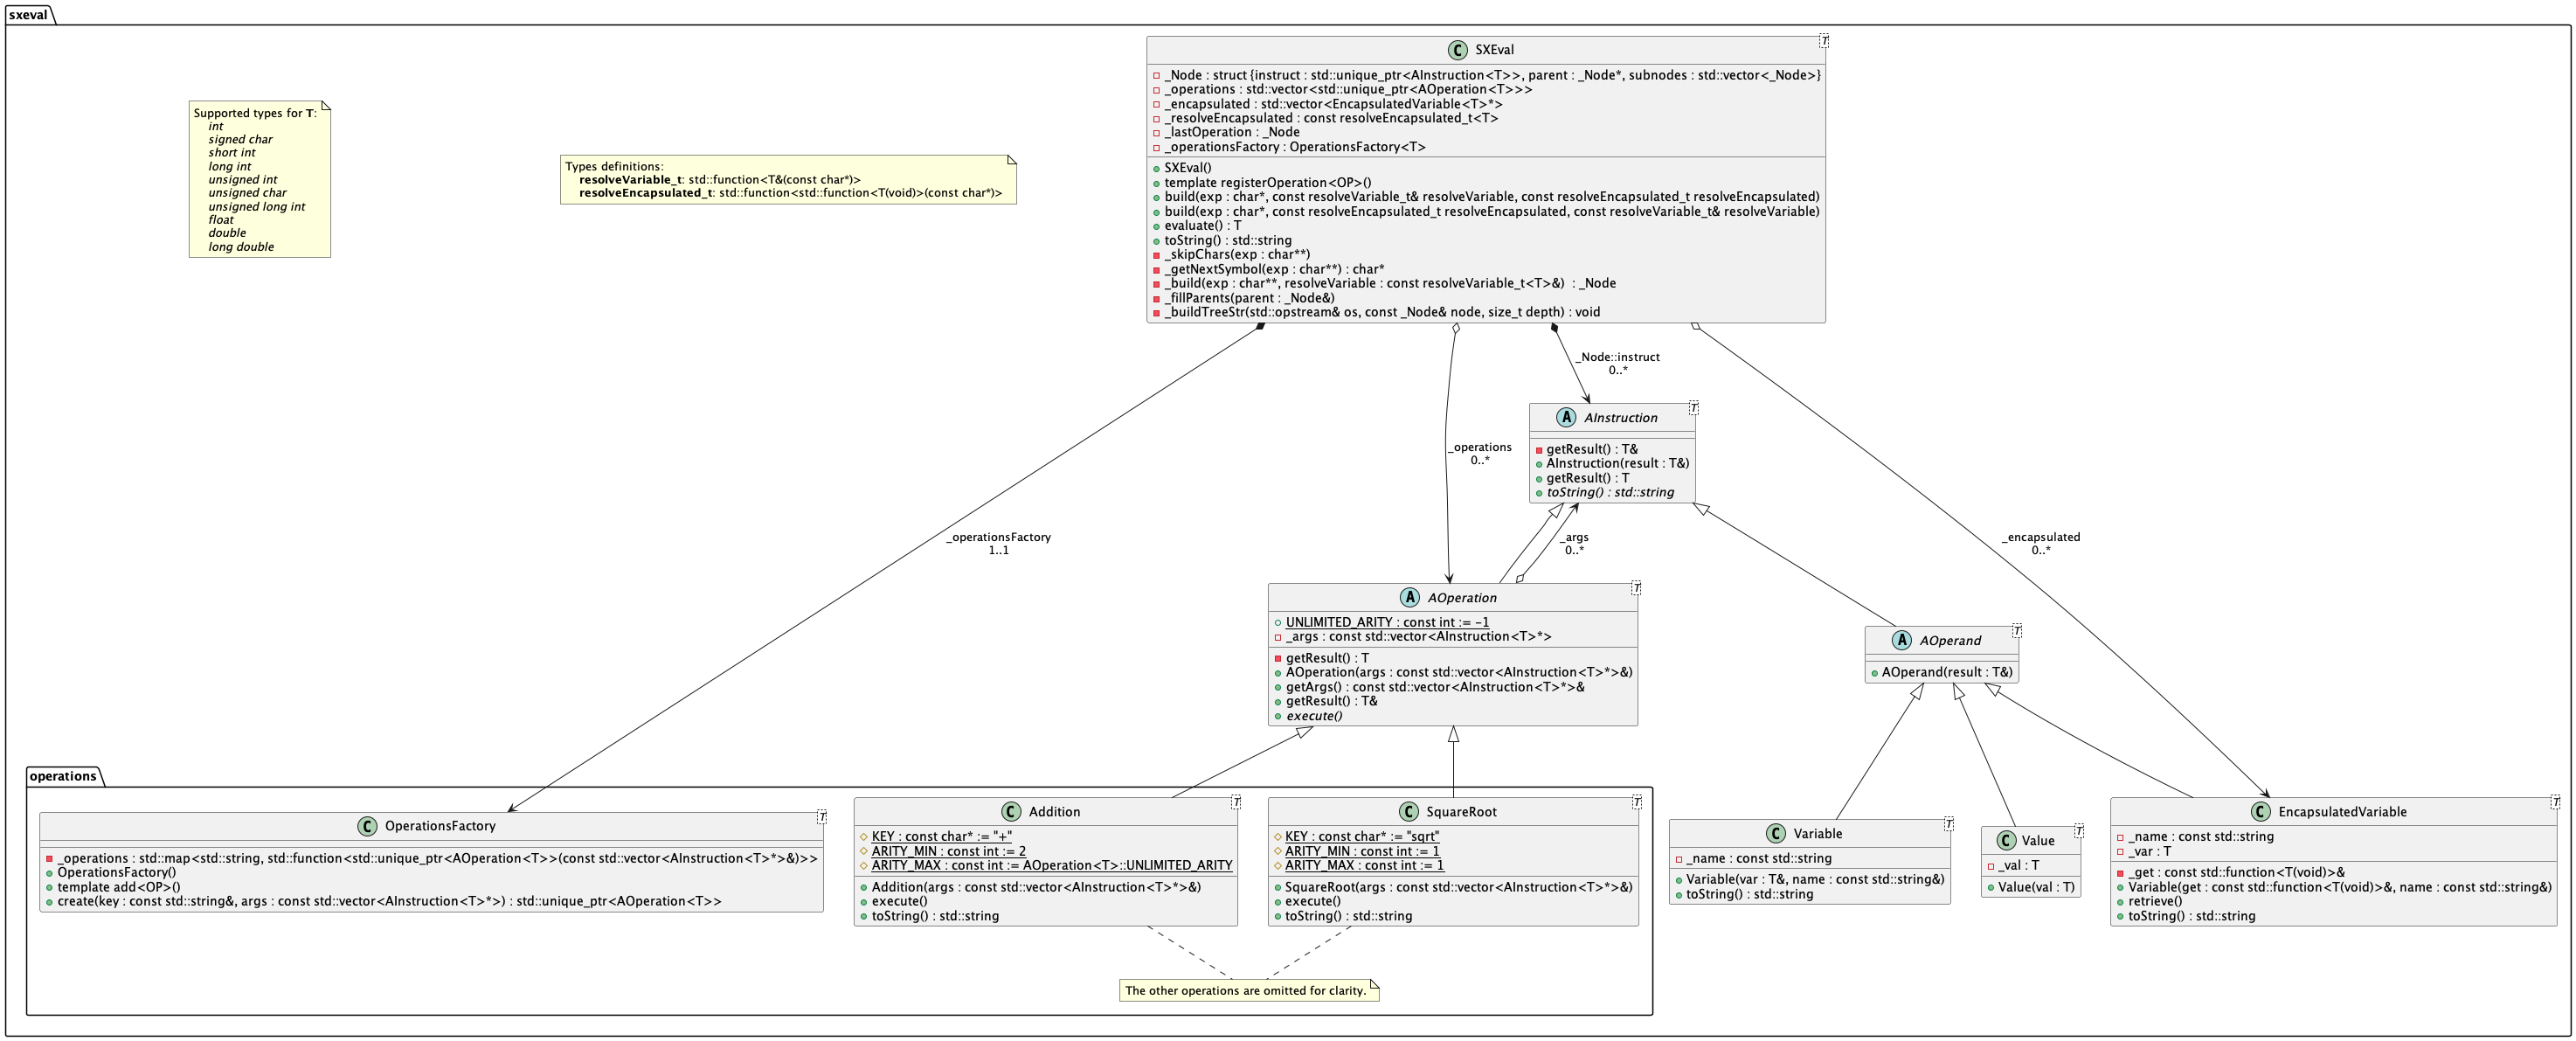 sxeval
SXEval
T
_Node : struct {instruct : std::unique_ptr<AInstruction<T>>, parent : _Node*, subnodes : std::vector<_Node>}
_operations : std::vector<std::unique_ptr<AOperation<T>>>
_encapsulated : std::vector<EncapsulatedVariable<T>*>
_resolveEncapsulated : const resolveEncapsulated_t<T>
_lastOperation : _Node
_operationsFactory : OperationsFactory<T>
SXEval()
template registerOperation<OP>()
build(exp : char*, const resolveVariable_t& resolveVariable, const resolveEncapsulated_t resolveEncapsulated)
build(exp : char*, const resolveEncapsulated_t resolveEncapsulated, const resolveVariable_t& resolveVariable)
evaluate() : T
toString() : std::string
_skipChars(exp : char**)
_getNextSymbol(exp : char**) : char*
_build(exp : char**, resolveVariable : const resolveVariable_t<T>&)  : _Node
_fillParents(parent : _Node&)
_buildTreeStr(std::opstream& os, const _Node& node, size_t depth) : void
Supported types for T:
int
signed char
short int
long int
unsigned int
unsigned char
unsigned long int
float
double
long double
Types definitions:
resolveVariable_t: std::function<T&(const char*)>
resolveEncapsulated_t: std::function<std::function<T(void)>(const char*)>
_Node::instruct
0..*
AInstruction
T
getResult() : T&
AInstruction(result : T&)
getResult() : T
toString() : std::string
_operations
0..*
_operationsFactory
1..1
_args
0..*
_encapsulated
0..*
AOperation
T
UNLIMITED_ARITY : const int := -1
_args : const std::vector<AInstruction<T>*>
getResult() : T
AOperation(args : const std::vector<AInstruction<T>*>&)
getArgs() : const std::vector<AInstruction<T>*>&
getResult() : T&
execute()
AOperand
T
AOperand(result : T&)
operations
OperationsFactory
T
_operations : std::map<std::string, std::function<std::unique_ptr<AOperation<T>>(const std::vector<AInstruction<T>*>&)>>
OperationsFactory()
template add<OP>()
create(key : const std::string&, args : const std::vector<AInstruction<T>*>) : std::unique_ptr<AOperation<T>>
Addition
T
KEY : const char* := "+"
ARITY_MIN : const int := 2
ARITY_MAX : const int := AOperation<T>::UNLIMITED_ARITY
Addition(args : const std::vector<AInstruction<T>*>&)
execute()
toString() : std::string
SquareRoot
T
KEY : const char* := "sqrt"
ARITY_MIN : const int := 1
ARITY_MAX : const int := 1
SquareRoot(args : const std::vector<AInstruction<T>*>&)
execute()
toString() : std::string
Variable
T
_name : const std::string
Variable(var : T&, name : const std::string&)
toString() : std::string
Value
T
_val : T
Value(val : T)
EncapsulatedVariable
T
_name : const std::string
_var : T
_get : const std::function<T(void)>&
Variable(get : const std::function<T(void)>&, name : const std::string&)
retrieve()
toString() : std::string
The other operations are omitted for clarity.